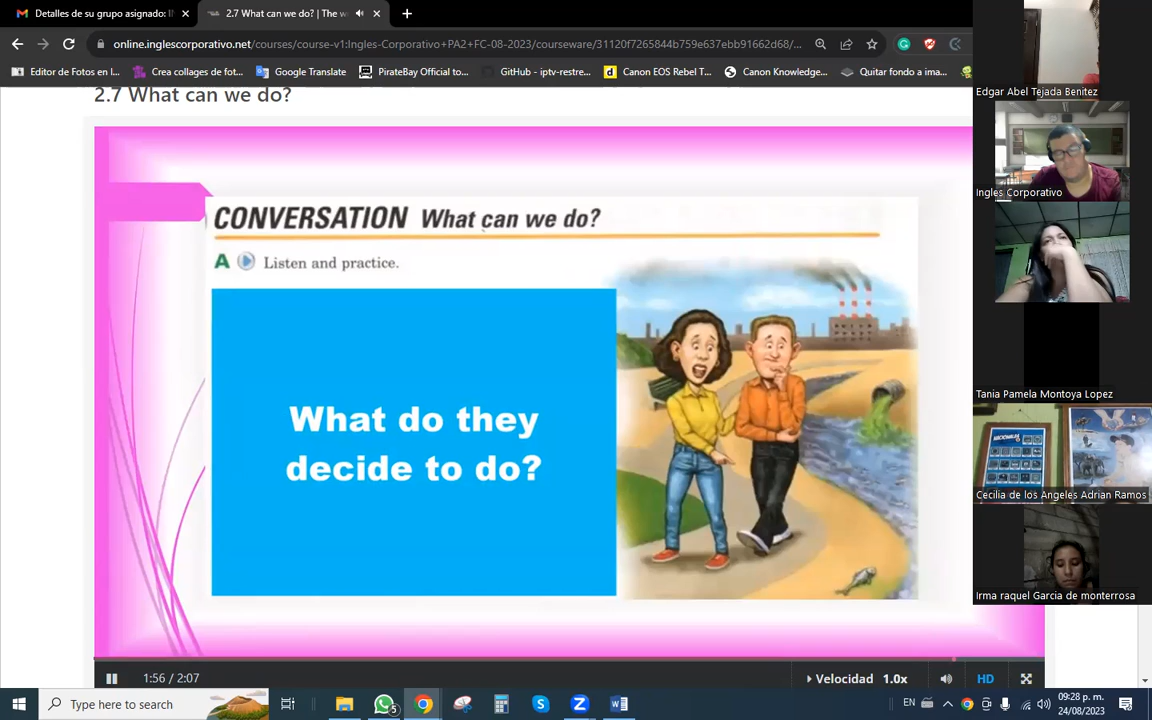 Detalles de su grupo asignado: I
2.7 What can we do? | The w
online.inglescorporativo.net/courses/course-v1:Ingles-Corporativo+PA2+FC-08-2023/courseware/31120f7265844b759e637ebb91662d68/...
Editor de Fotos en l...
Crea collages de fot...
Google Translate
PirateBay Official to...
GitHub - iptv-restre...
Canon EOS Rebel T...
Canon Knowledge...
Quitar fondo a ima...
2.7 What can we do?
CONVERSATION What can we do?
A Listen and practice.
What do they
decide to do?
1:56 / 2:07
Velocidad 1.0x
HD
Edgar Abel Tejada Benitez
Ingles Corporativo
Tania Pamela Montoya Lopez
Cecilia de los Angeles Adrian Ramos
Irma raquel Garcia de monterrosa
Type here to search
5
EN
09:28 p. m.
24/08/2023